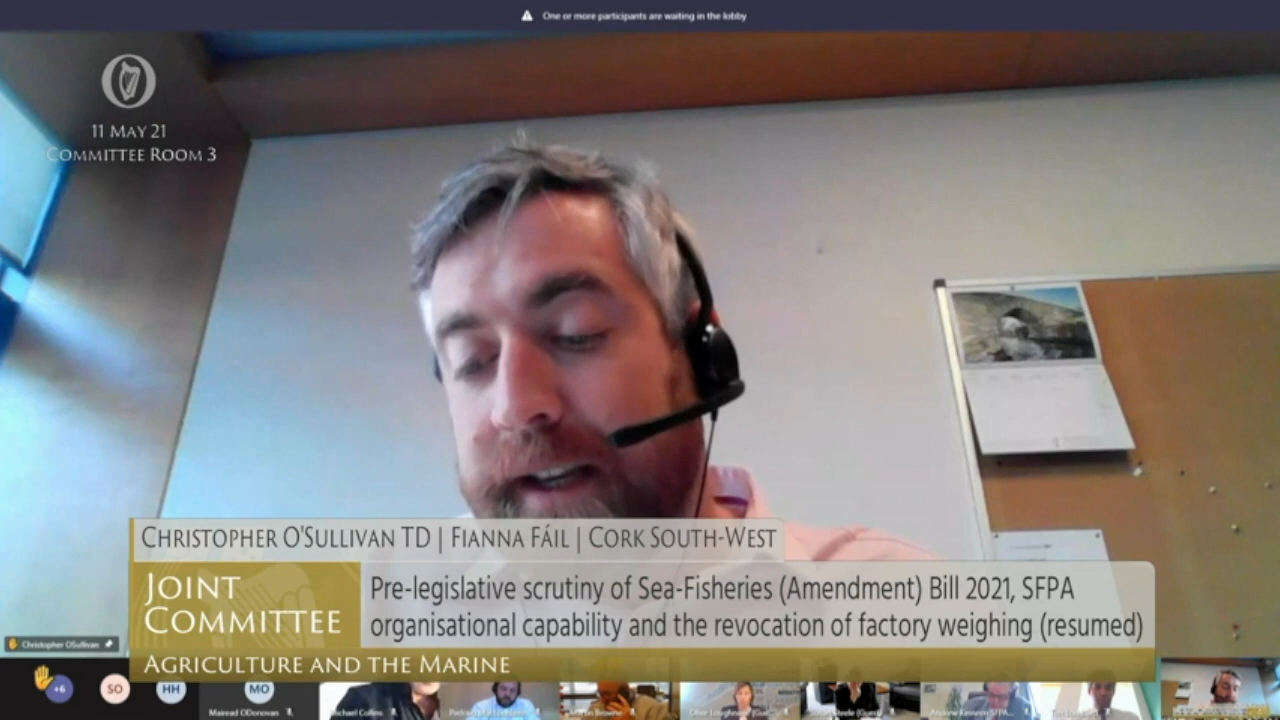 One or more participants are waiting in the lobby
11 May 21
Committee Room 3
Christopher O'Sullivan TD | Fianna Fáil | Cork South-West
Joint
Committee
Pre-legislative scrutiny of Sea-Fisheries (Amendment) Bill 2021, SFPA
organisational capability and the revocation of factory weighing (resumed)
Agriculture and the Marine
Christopher OSullivan
+6
SO
HH
MO
Mairead ODonovan
Michael Collins